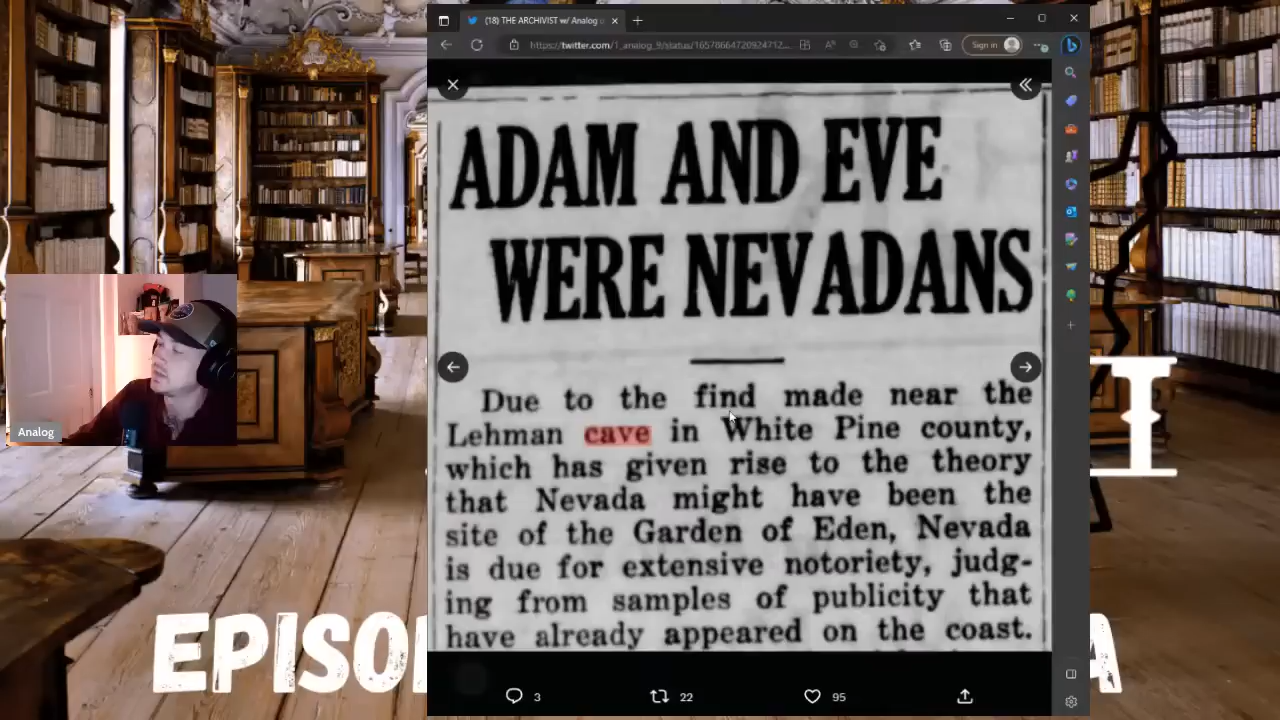 (18) THE ARCHIVIST w/ Analog
https://twitter.com/1_analog_9/status/16578664720924712...
Sign in
ADAM AND EVE
WERE NEVADANS
Due to the find made near the
Lehman cave in White Pine county,
which has given rise to the theory
that Nevada might have been the
site of the Garden of Eden, Nevada
is due for extensive notoriety, judg-
ing from samples of publicity that
have already appeared on the coast.
3
22
95
Analog
I
EPISO
A